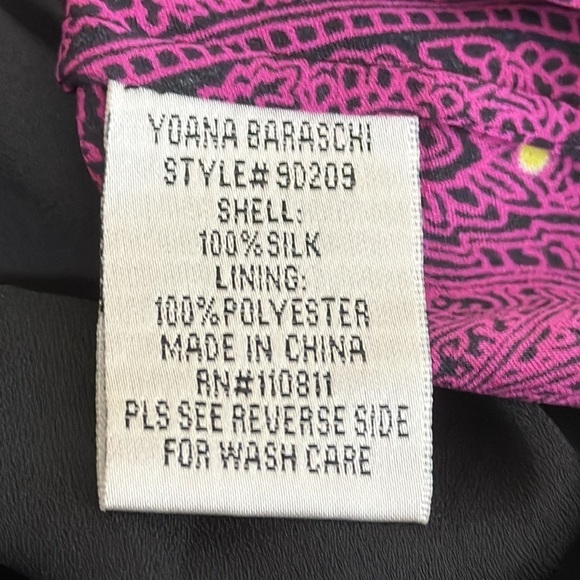 YOANA BARASCHI
STYLE# 9D209
SHELL:
100%SILK
LINING:
100%POLYESTER
MADE IN CHINA
RN#110811
PLS SEE REVERSE SIDE
FOR WASH CARE